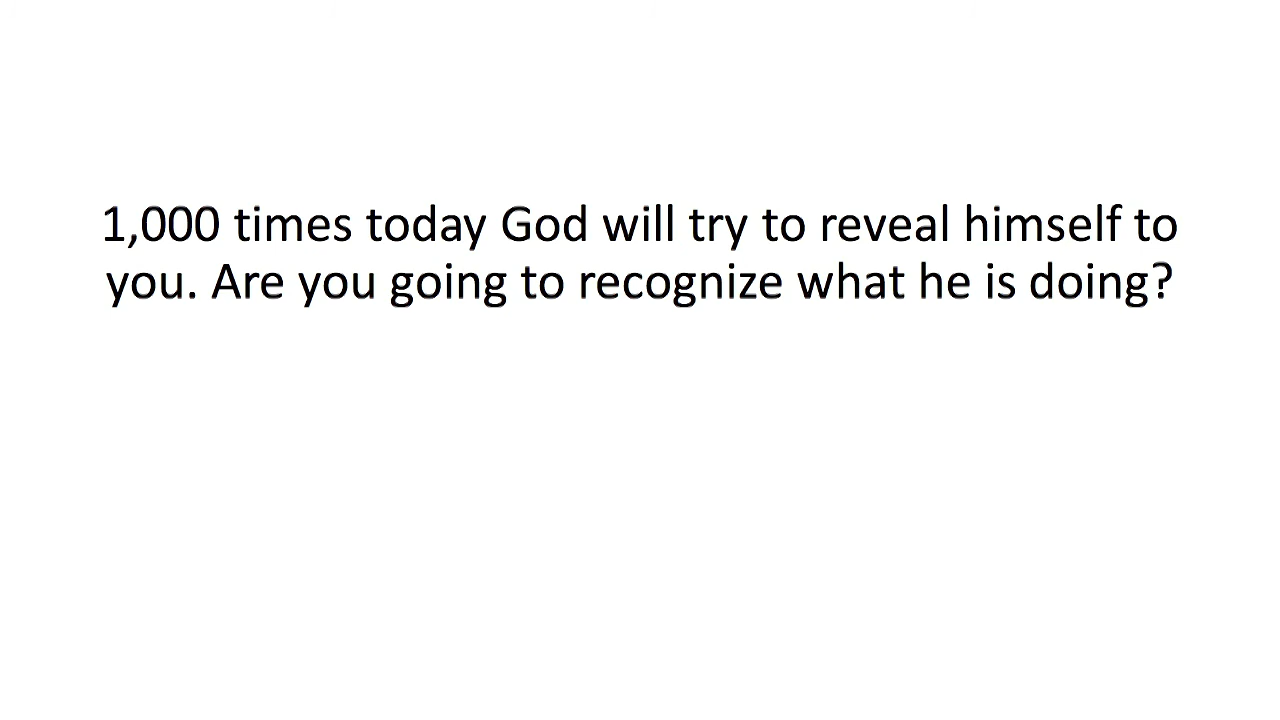 1,000 times today God will try to reveal himself to
you. Are you going to recognize what he is doing?